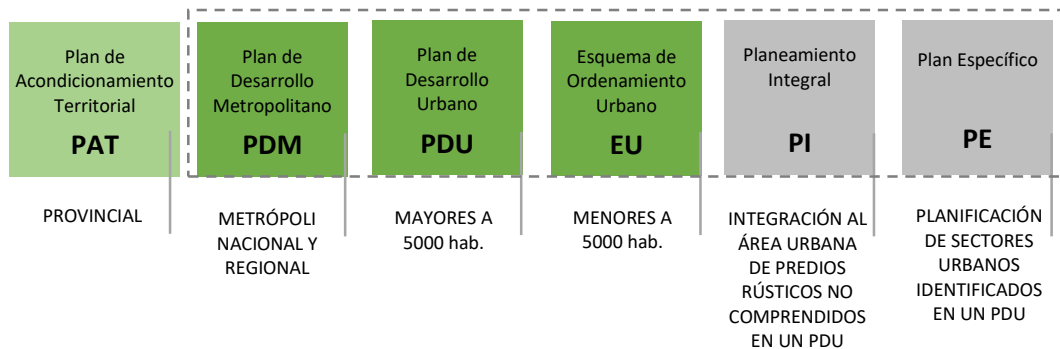 Plan de
Acondicionamiento
Territorial
PAT
PROVINCIAL
Plan de
Desarrollo
Metropolitano
PDM
METRÓPOLI
NACIONAL Y
REGIONAL
Plan de
Desarrollo
Urbano
PDU
MAYORES A
5000 hab.
Esquema de
Ordenamiento
Urbano
EU
MENORES A
5000 hab.
Planeamiento
Integral
PI
INTEGRACIÓN AL
ÁREA URBANA
DE PREDIOS
RÚSTICOS NO
COMPRENDIDOS
EN UN PDU
Plan Específico
PE
PLANIFICACIÓN
DE SECTORES
URBANOS
IDENTIFICADOS
EN UN PDU